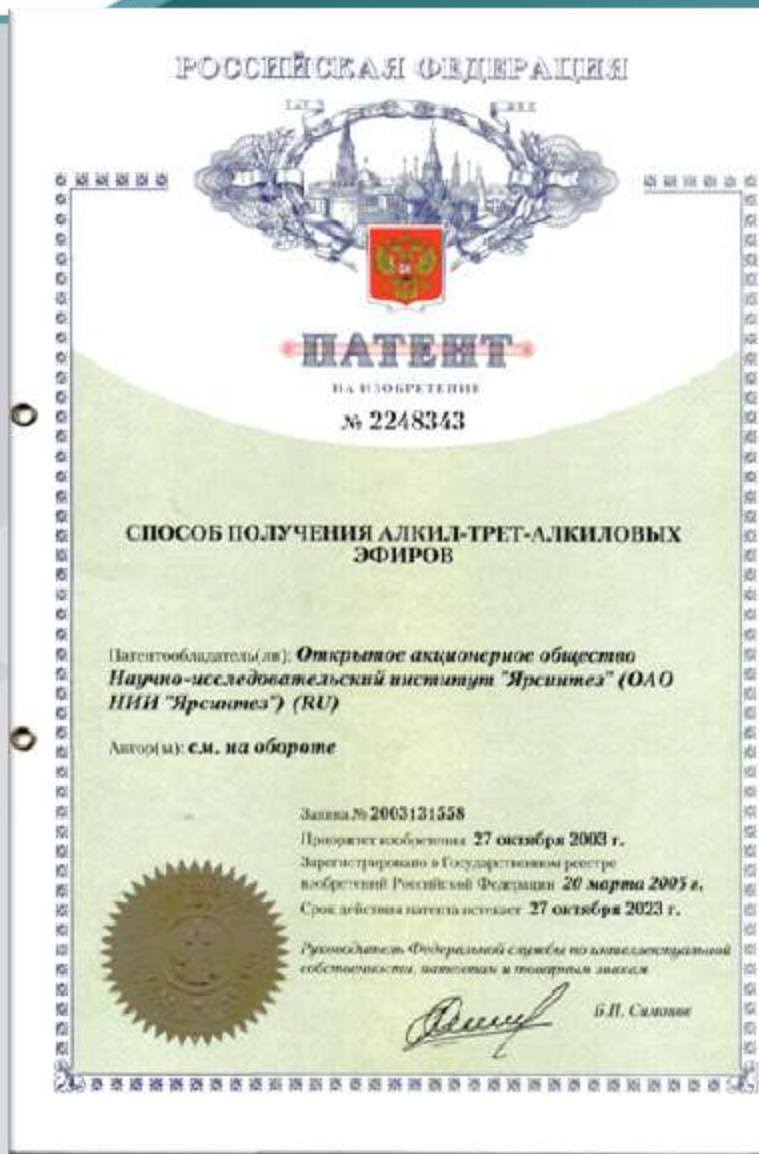 РОССИЙСКАЯ ФЕДЕРАЦИЯ
ПАТЕНТ
НА ИЗОБРЕТЕНИЕ
№ 2248343
СПОСОБ ПОЛУЧЕНИЯ АЛКИЛ-ТРЕТ-АЛКИЛОВЫХ
ЭФИРОВ
Патентообладатель(ли): Открытое акционерное общество
Научно-исследовательский институт "Ярсинтез" (ОАО
НИИ "Ярсинтез") (RU)
Автор(ы): см. на обороте
Заявка № 2003131558
Приоритет изобретения 27 октября 2003 г.
Зарегистрировано в Государственном реестре
изобретений Российской Федерации 20 марта 2005 г.
Срок действия патента истекает 27 октября 2023 г.
Руководитель Федеральной службы по интеллектуальной
собственности, патентам и товарным знакам
Б.П. Симонов